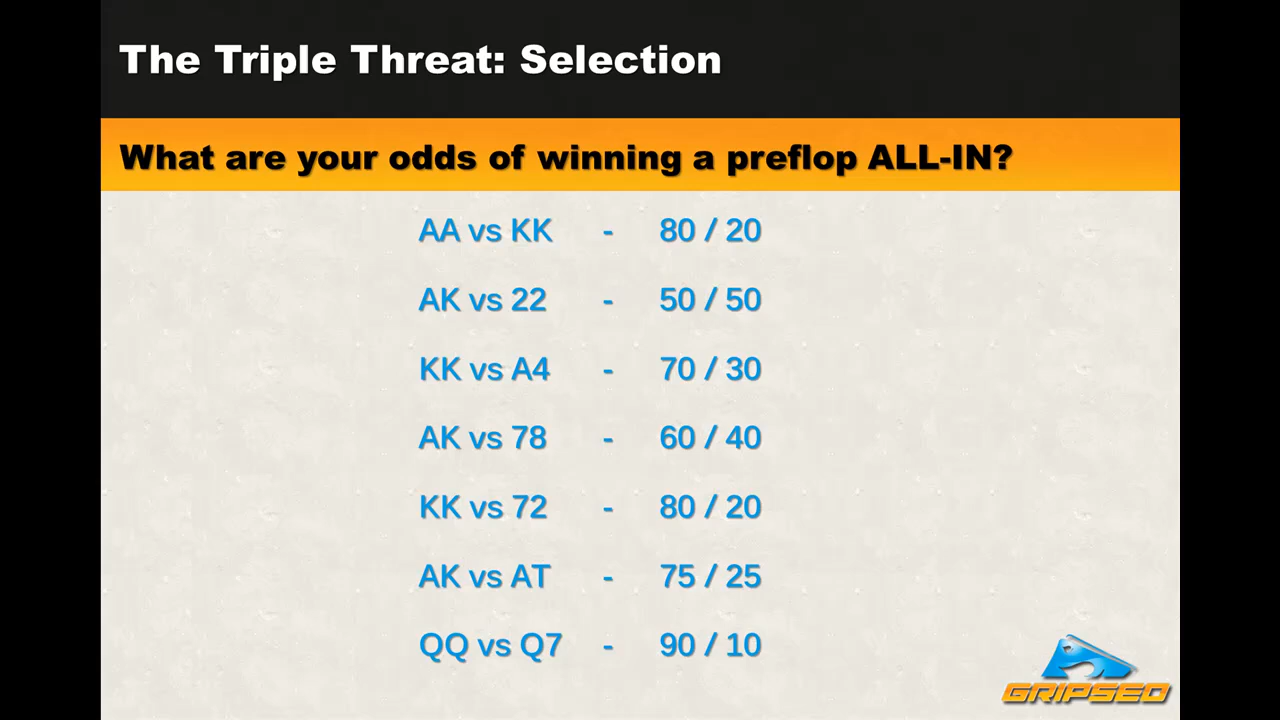 The Triple Threat: Selection
What are your odds of winning a preflop ALL-IN?
AA vs KK - 80 / 20
AK vs 22 - 50 / 50
KK vs A4 - 70 / 30
AK vs 78 - 60 / 40
KK vs 72 - 80 / 20
AK vs AT - 75 / 25
QQ vs Q7 - 90 / 10
GRIPSED